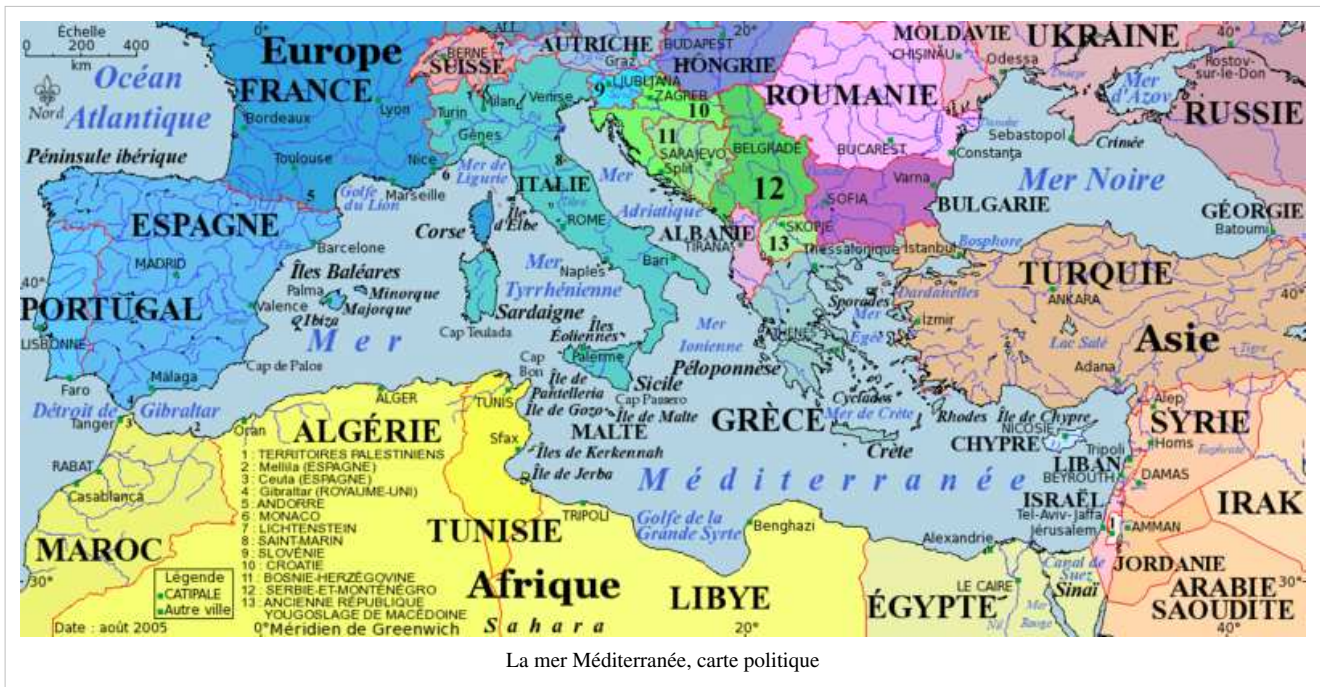 Échelle
0 200 400
km
Océan
Atlantique
Nord
Péninsule ibérique
Europe
FRANCE
Bordeaux
Lyon
Toulouse
Nice
Marseille
Golfe
du Lion
BERNE
SUISSE
Turin
Milan
Venise
Gênes
Mer de
Ligurie
AUTRICHE
Graz
LJUBLJANA
ZAGREB
BUDAPEST
HONGRIE
ROUMANIE
BUCAREST
Constanța
MOLDAVIE
CHIȘINĂU
UKRAINE
Odessa
Mer
d'Azov
Rostov-
sur-le-Don
RUSSIE
Sebastopol
Crimée
Mer Noire
GÉORGIE
Batoumi
ESPAGNE
MADRID
Barcelone
Valence
PORTUGAL
LISBONNE
Faro
Málaga
Cap de Palos
Îles Baléares
Palma
Minorque
Majorque
Ibiza
Corse
Île
d'Elbe
ITALIE
ROME
Naples
Bari
Mer
Adriatique
SARAJEVO
Split
BELGRADE
ALBANIE
TIRANA
SKOPJE
SOFIA
Varna
BULGARIE
Thessalonique
Istanbul
Bosphore
TURQUIE
ANKARA
Dardanelles
Izmir
Lac Salé
Adana
Asie
Tigre
Mer
Tyrrhénienne
Sardaigne
Cap Teulada
Îles
Éoliennes
Palerme
Sicile
Cap Passero
Cap
Bon
Île de
Pantelleria
Île de Gozo
Île de Malte
MALTE
Îles de Kerkennah
Île de Jerba
Mer
Ionienne
Sporades
Mer
Égée
ATHÈNES
Péloponnèse
Cyclades
GRÈCE
Mer de Crète
Crète
Rhodes
Île de Chypre
NICOSIE
CHYPRE
Alep
SYRIE
Homs
Euphrate
Tripoli
LIBAN
BEYROUTH
DAMAS
ISRAËL
Tel-Aviv-Jaffa
Jérusalem
AMMAN
JORDANIE
IRAK
ARABIE
SAOUDITE
Mer
Méditerranée
Détroit de
Gibraltar
Tanger
RABAT
Casablanca
MAROC
Oran
ALGER
ALGÉRIE
TUNIS
Sfax
TUNISIE
TRIPOLI
Golfe de la
Grande Syrte
Benghazi
LIBYE
Afrique
Sahara
Alexandrie
LE CAIRE
ÉGYPTE
Nil
Canal de
Suez
Sinaï
Mer
Rouge
1 : TERRITOIRES PALESTINIENS
2 : Mellila (ESPAGNE)
3 : Ceuta (ESPAGNE)
4 : Gibraltar (ROYAUME-UNI)
5 : ANDORRE
6 : MONACO
7 : LICHTENSTEIN
8 : SAINT-MARIN
9 : SLOVÉNIE
10 : CROATIE
11 : BOSNIE-HERZÉGOVINE
12 : SERBIE-ET-MONTÉNÉGRO
13 : ANCIENNE RÉPUBLIQUE
YOUGOSLAGE DE MACÉDOINE
Légende
CATIPALE
Autre ville
Date : août 2005
0° Méridien de Greenwich
20°
40°
30°
La mer Méditerranée, carte politique